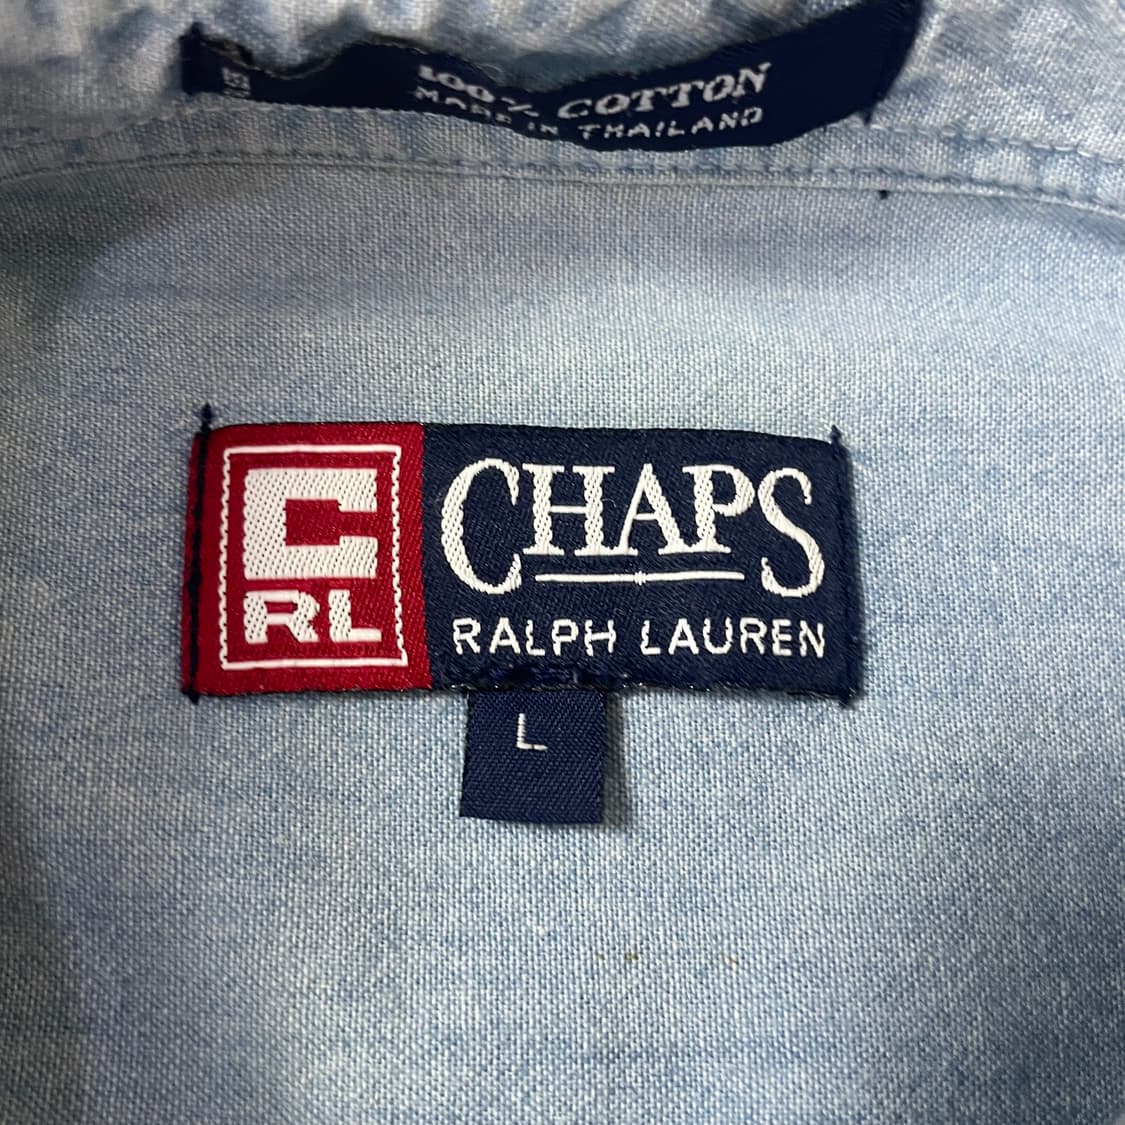 100% COTTON
MADE IN THAILAND
C
RL
CHAPS
RALPH LAUREN
L